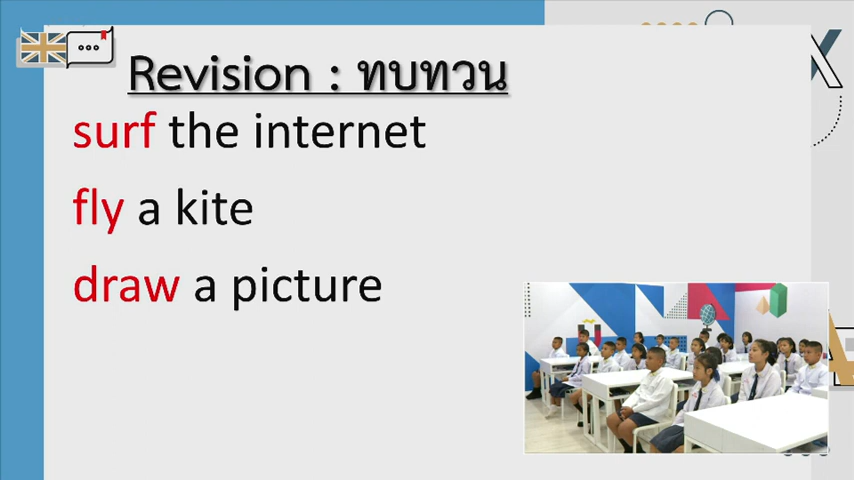 Revision : ทบทวน
surf the internet
fly a kite
draw a picture